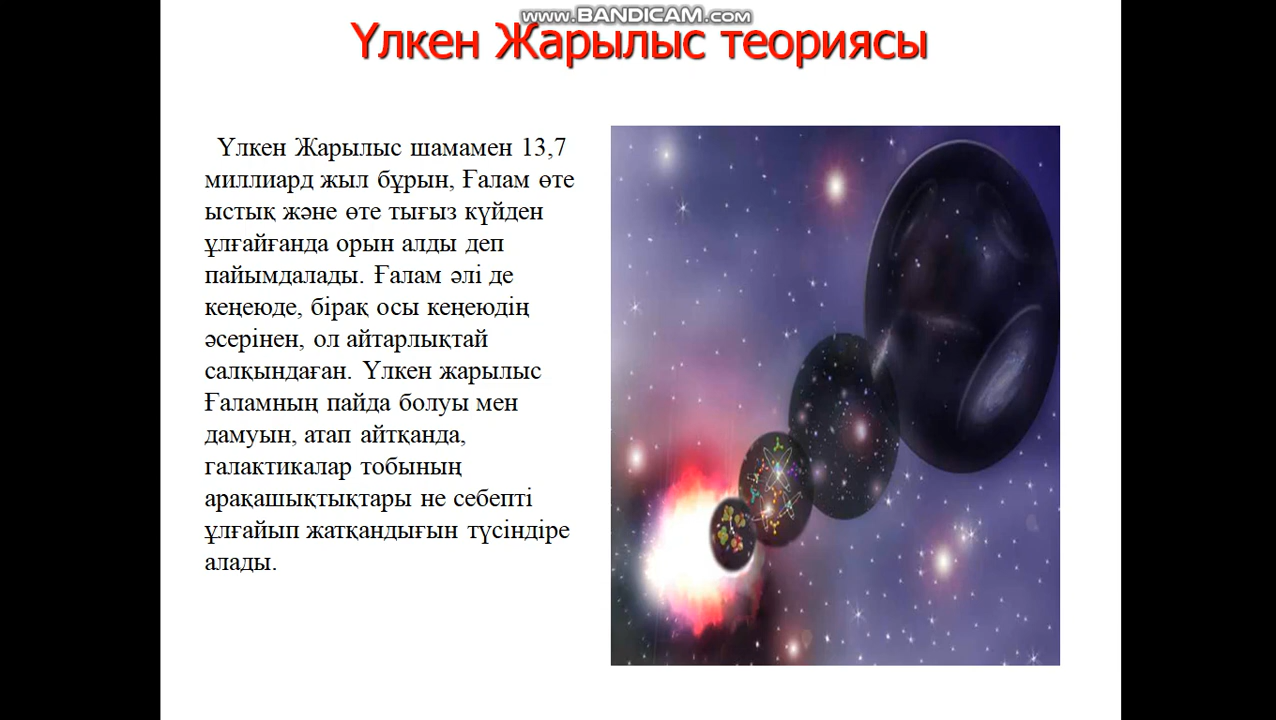 www.BANDICAM.com
Үлкен Жарылыс теориясы
Үлкен Жарылыс шамамен 13,7
миллиард жыл бұрын, Ғалам өте
ыстық және өте тығыз күйден
ұлғайғанда орын алды деп
пайымдалады. Ғалам әлі де
кеңеюде, бірақ осы кеңеюдің
әсерінен, ол айтарлықтай
салқындаған. Үлкен жарылыс
Ғаламның пайда болуы мен
дамуын, атап айтқанда,
галактикалар тобының
арақашықтықтары не себепті
ұлғайып жатқандығын түсіндіре
алады.